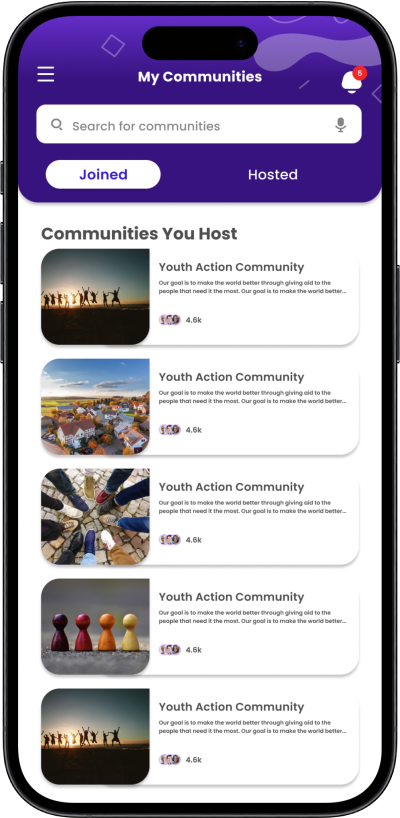 My Communities
5
Search for communities
Joined
Hosted
Communities You Host
Youth Action Community
Our goal is to make the world better through giving aid to the
people that need it the most. Our goal is to make the world better...
4.6k
Youth Action Community
Our goal is to make the world better through giving aid to the
people that need it the most. Our goal is to make the world better...
4.6k
Youth Action Community
Our goal is to make the world better through giving aid to the
people that need it the most. Our goal is to make the world better...
4.6k
Youth Action Community
Our goal is to make the world better through giving aid to the
people that need it the most. Our goal is to make the world better...
4.6k
Youth Action Community
Our goal is to make the world better through giving aid to the
people that need it the most. Our goal is to make the world better...
4.6k